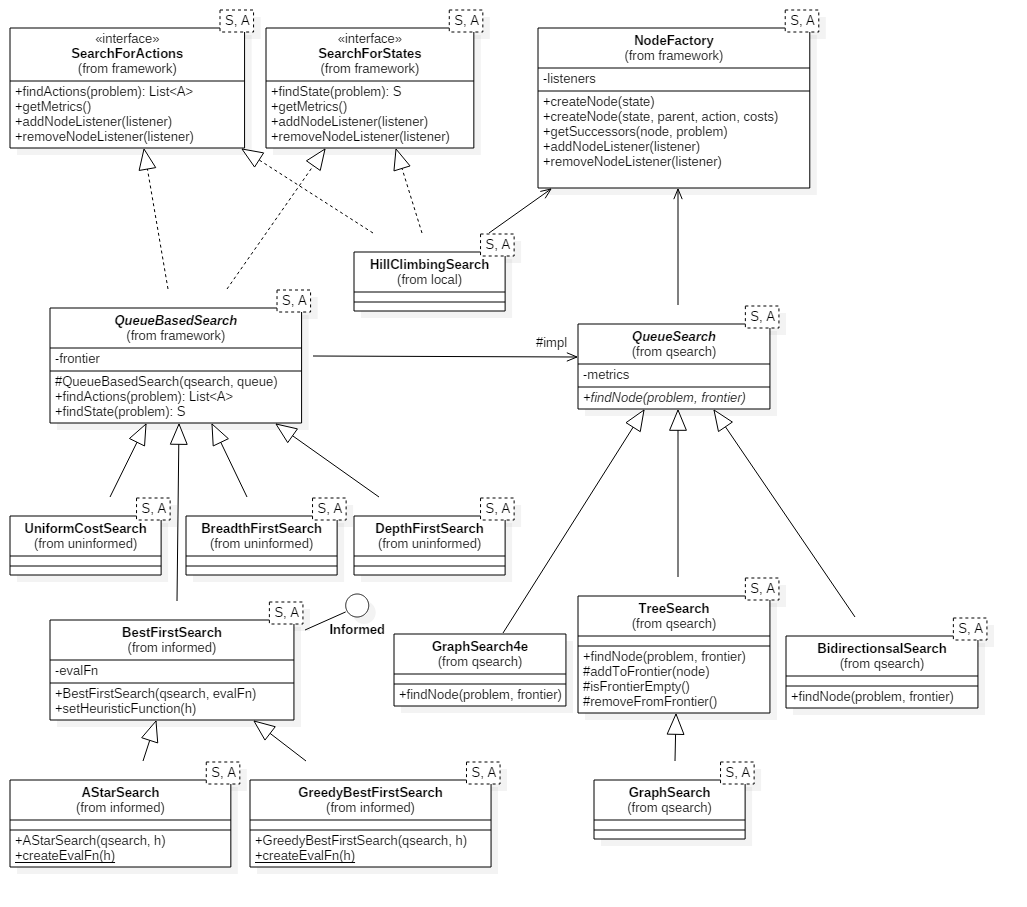 S, A
«interface»
SearchForActions
(from framework)
+findActions(problem): List<A>
+getMetrics()
+addNodeListener(listener)
+removeNodeListener(listener)
S, A
«interface»
SearchForStates
(from framework)
+findState(problem): S
+getMetrics()
+addNodeListener(listener)
+removeNodeListener(listener)
S, A
NodeFactory
(from framework)
-listeners
+createNode(state)
+createNode(state, parent, action, costs)
+getSuccessors(node, problem)
+addNodeListener(listener)
+removeNodeListener(listener)
S, A
HillClimbingSearch
(from local)
S, A
QueueBasedSearch
(from framework)
-frontier
#QueueBasedSearch(qsearch, queue)
+findActions(problem): List<A>
+findState(problem): S
#impl
S, A
QueueSearch
(from qsearch)
-metrics
+findNode(problem, frontier)
S, A
UniformCostSearch
(from uninformed)
S, A
BreadthFirstSearch
(from uninformed)
S, A
DepthFirstSearch
(from uninformed)
S, A
BestFirstSearch
(from informed)
-evalFn
+BestFirstSearch(qsearch, evalFn)
+setHeuristicFunction(h)
Informed
GraphSearch4e
(from qsearch)
+findNode(problem, frontier)
S, A
TreeSearch
(from qsearch)
+findNode(problem, frontier)
#addToFrontier(node)
#isFrontierEmpty()
#removeFromFrontier()
S, A
BidirectionsalSearch
(from qsearch)
+findNode(problem, frontier)
S, A
AStarSearch
(from informed)
+AStarSearch(qsearch, h)
+createEvalFn(h)
S, A
GreedyBestFirstSearch
(from informed)
+GreedyBestFirstSearch(qsearch, h)
+createEvalFn(h)
S, A
GraphSearch
(from qsearch)